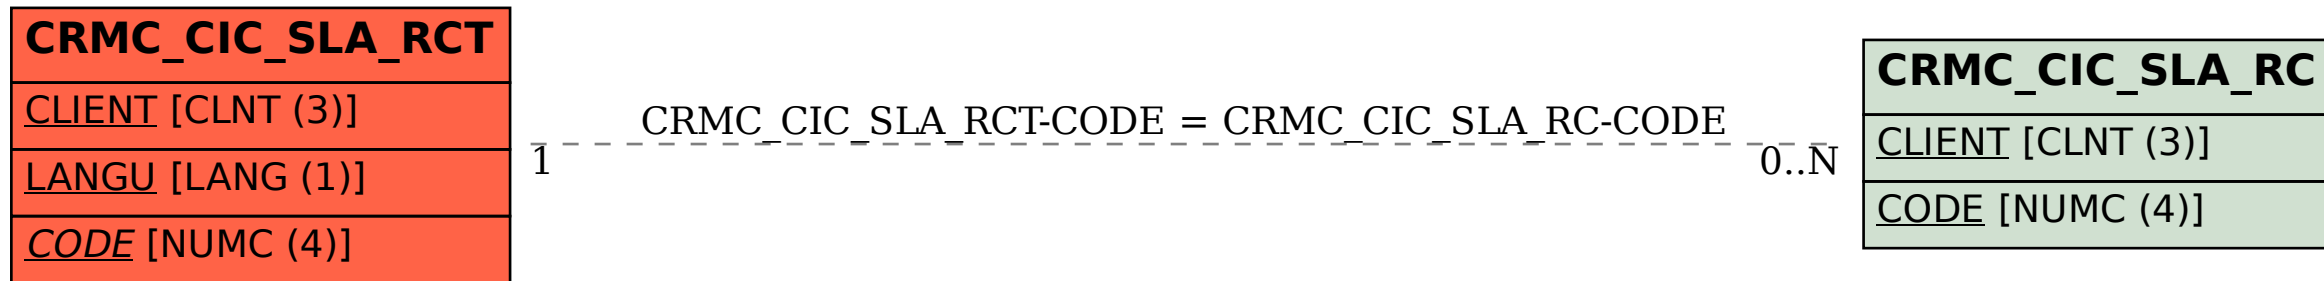 CRMC_CIC_SLA_RCT
CLIENT [CLNT (3)]
LANGU [LANG (1)]
CODE [NUMC (4)]
CRMC_CIC_SLA_RCT-CODE = CRMC_CIC_SLA_RC-CODE
1
0..N
CRMC_CIC_SLA_RC
CLIENT [CLNT (3)]
CODE [NUMC (4)]